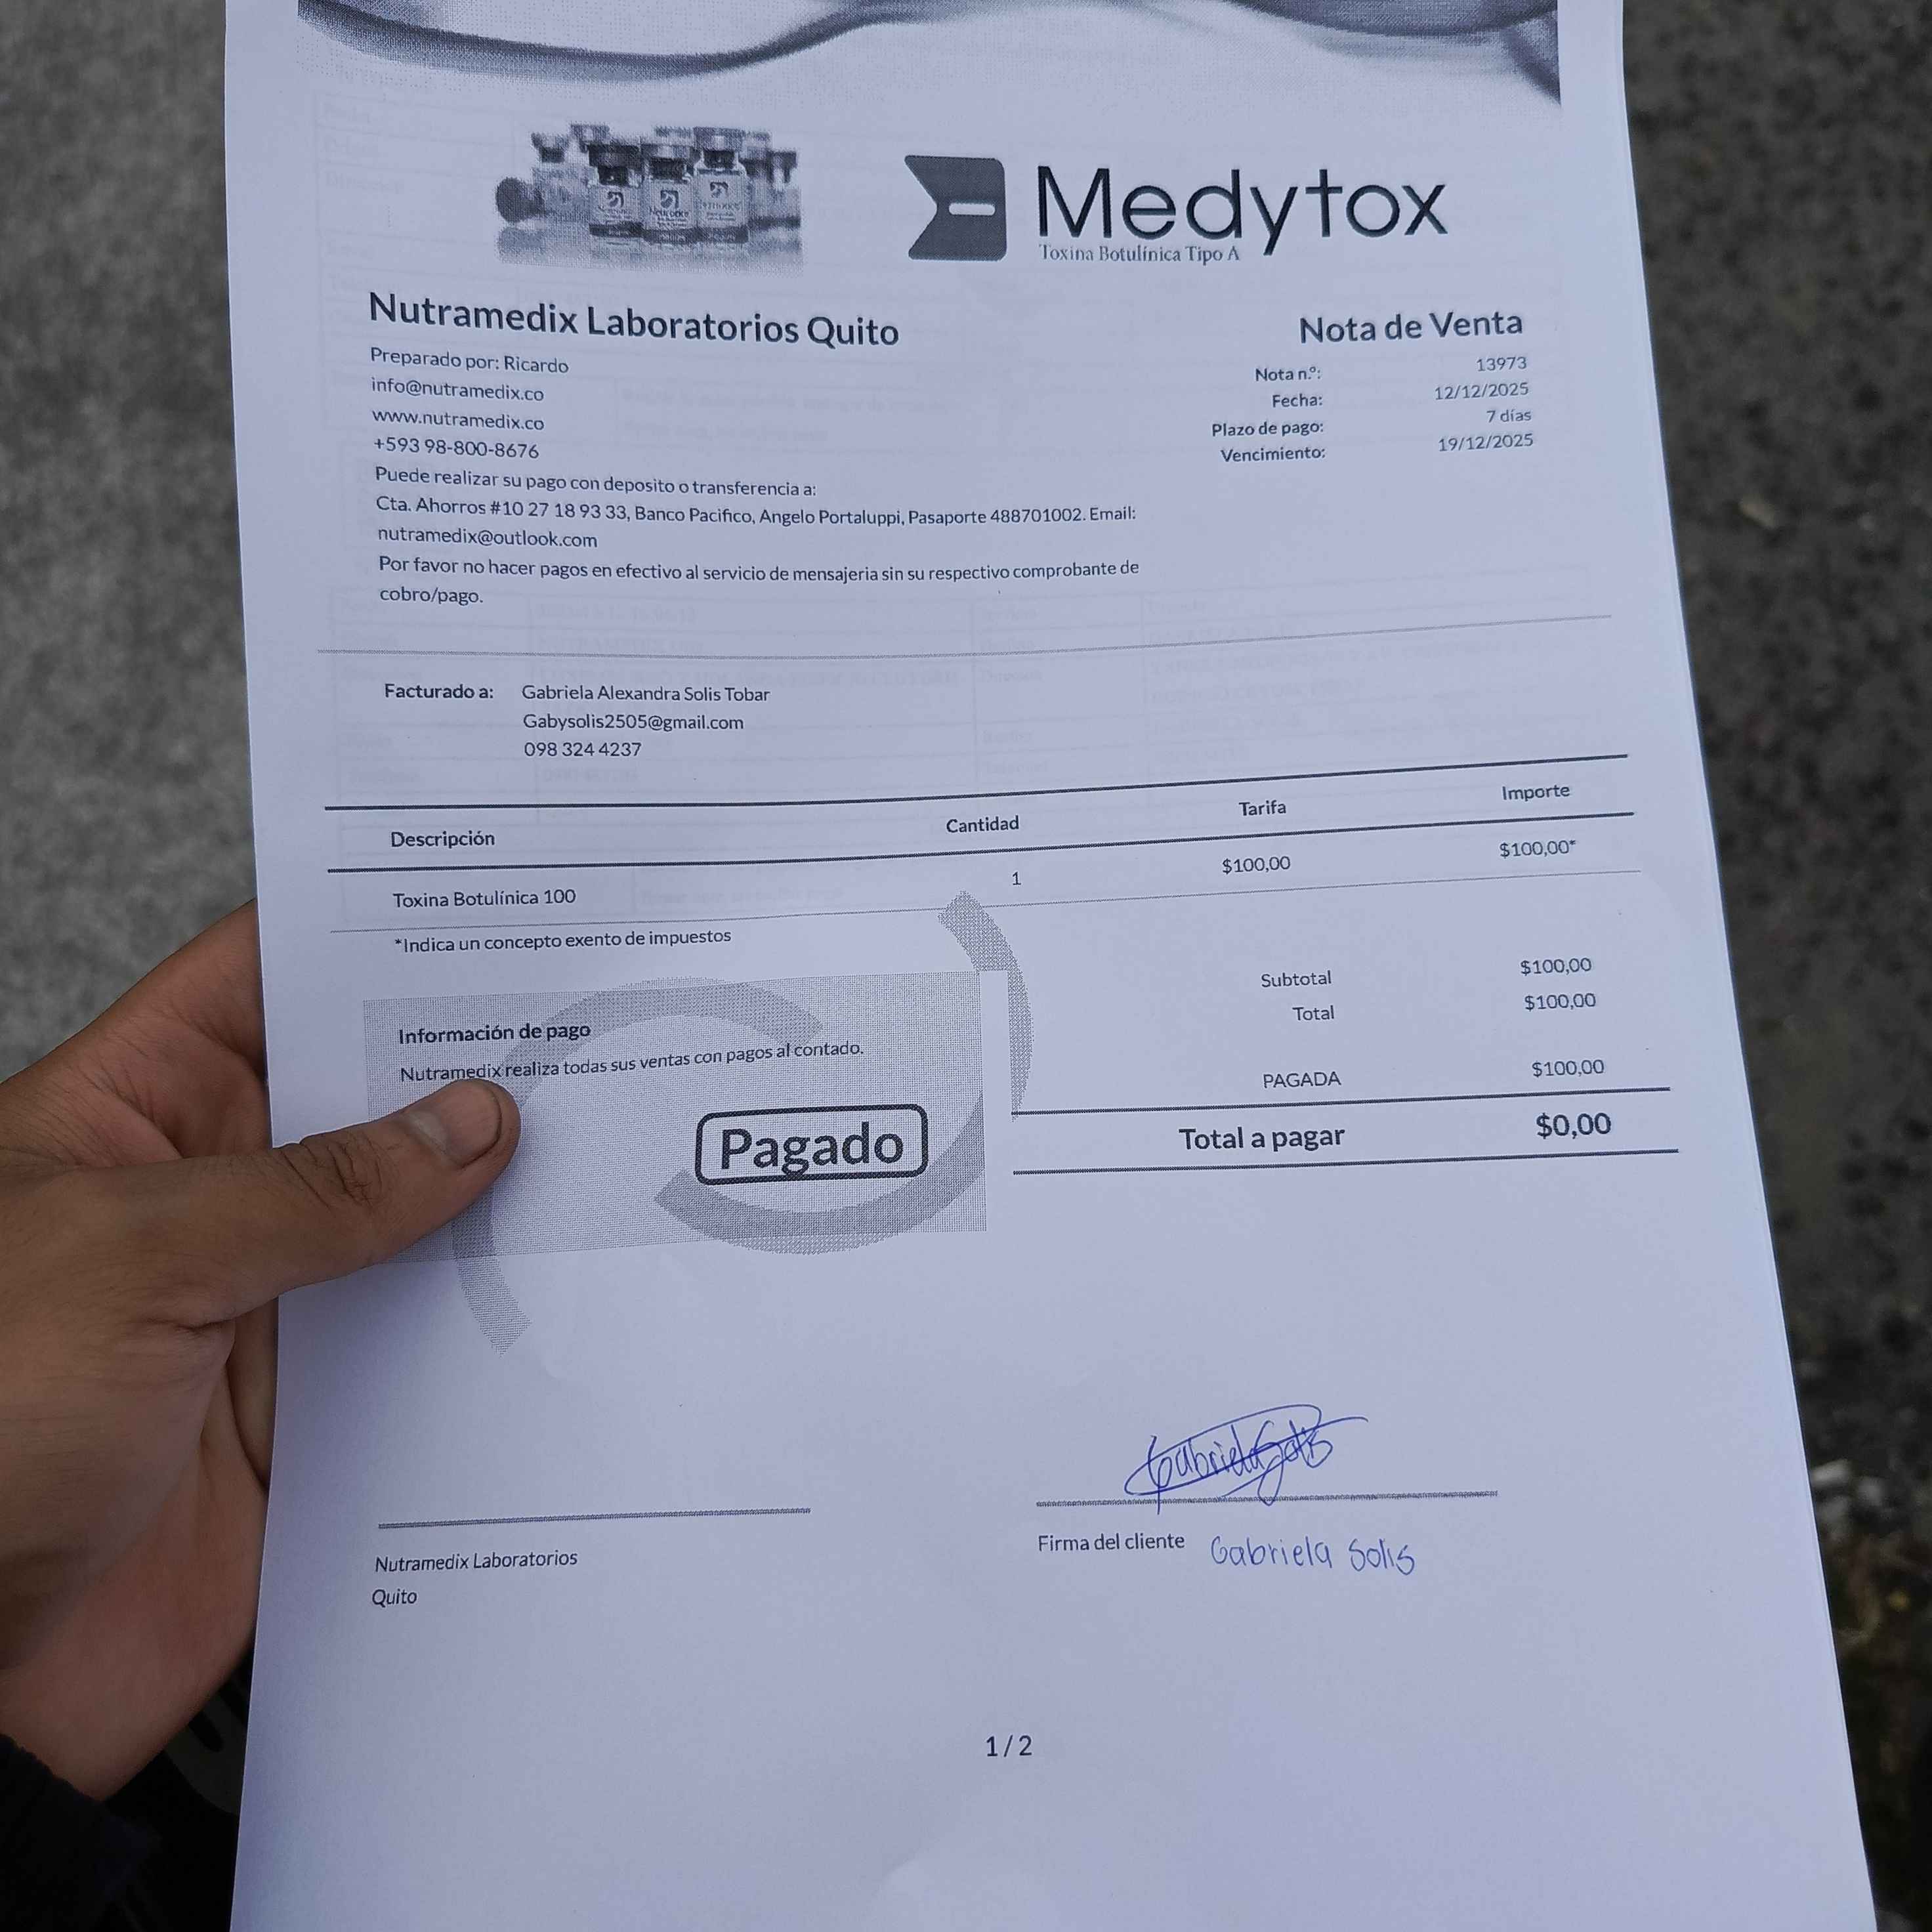 Medytox
Toxina Botulínica Tipo A
Nutramedix Laboratorios Quito
Preparado por: Ricardo
info@nutramedix.co
www.nutramedix.co
+593 98-800-8676
Puede realizar su pago con deposito o transferencia a:
Cta. Ahorros #10 27 18 93 33, Banco Pacifico, Angelo Portaluppi, Pasaporte 488701002. Email:
nutramedix@outlook.com
Por favor no hacer pagos en efectivo al servicio de mensajeria sin su respectivo comprobante de
cobro/pago.
Nota de Venta
Nota n.º: 13973
Fecha: 12/12/2025
Plazo de pago: 7 días
Vencimiento: 19/12/2025
Facturado a: Gabriela Alexandra Solis Tobar
Gabysolis2505@gmail.com
098 324 4237
Descripción Cantidad Tarifa Importe
Toxina Botulínica 100 1 $100,00 $100,00*
*Indica un concepto exento de impuestos
Subtotal $100,00
Total $100,00
PAGADA $100,00
Total a pagar $0,00
Información de pago
Nutramedix realiza todas sus ventas con pagos al contado.
Pagado
Nutramedix Laboratorios
Quito
Gabriela Solis
Firma del cliente Gabriela Solis
1 / 2